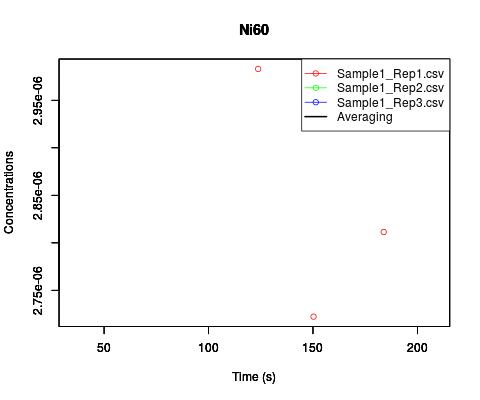 Ni60
Sample1_Rep1.csv
Sample1_Rep2.csv
Sample1_Rep3.csv
Averaging
Concentrations
2.95e-06
2.85e-06
2.75e-06
50 100 150 200
Time (s)